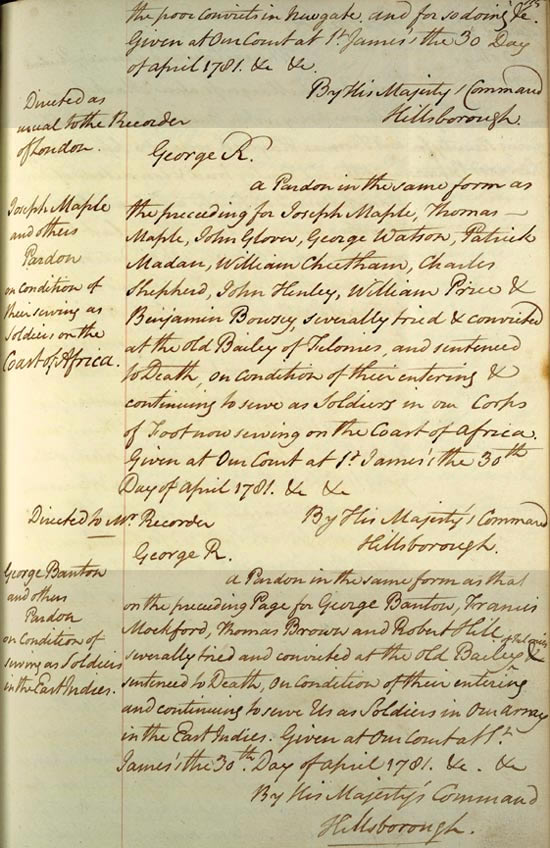 the poor convicts in Newgate. and for so doing &c.
Given at Our Court at St. James's the 30 Day
of april 1781. &c &c.
By His Majesty's Command
Hillsborough.
Directed as
usual to the Recorder
of London.
George R.
Joseph Maple
and others
Pardon
on condition of
their serving as
Soldiers on the
Coast of Africa.
a Pardon in the same form as
the preceding for Joseph Maple, Thomas
Maple, John Glover, George Watson, Patrick
Madan, William Cheetham, Charles
Shepherd, John Henley, William Price &
Benjamin Bowsey, severally tried & convicted
at the Old Bailey of Felonies, and sentenced
to Death, on condition of their entering &
continuing to serve as Soldiers in our Corps
of Foot now serving on the Coast of Africa.
Given at Our Court at St. James's the 30th
Day of april 1781. &c &c
By His Majesty's Command
Hillsborough.
Directed to Mr. Recorder
George R.
George Banton
and others
Pardon
on Condition of
serving as Soldiers
in the East Indies.
a Pardon in the same form as that
on the preceding Page for George Banton, Francis
Mockford, Thomas Brown and Robert Hill,
severally tried and convicted at the Old Bailey of Felonies &
sentenced to Death, on Condition of their entering
and continuing to serve Us as Soldiers in Our array
in the East Indies. Given at Our Court at St.
James's the 30th. Day of april 1781. &c. &c
By His Majesty's Command
Hillsborough.